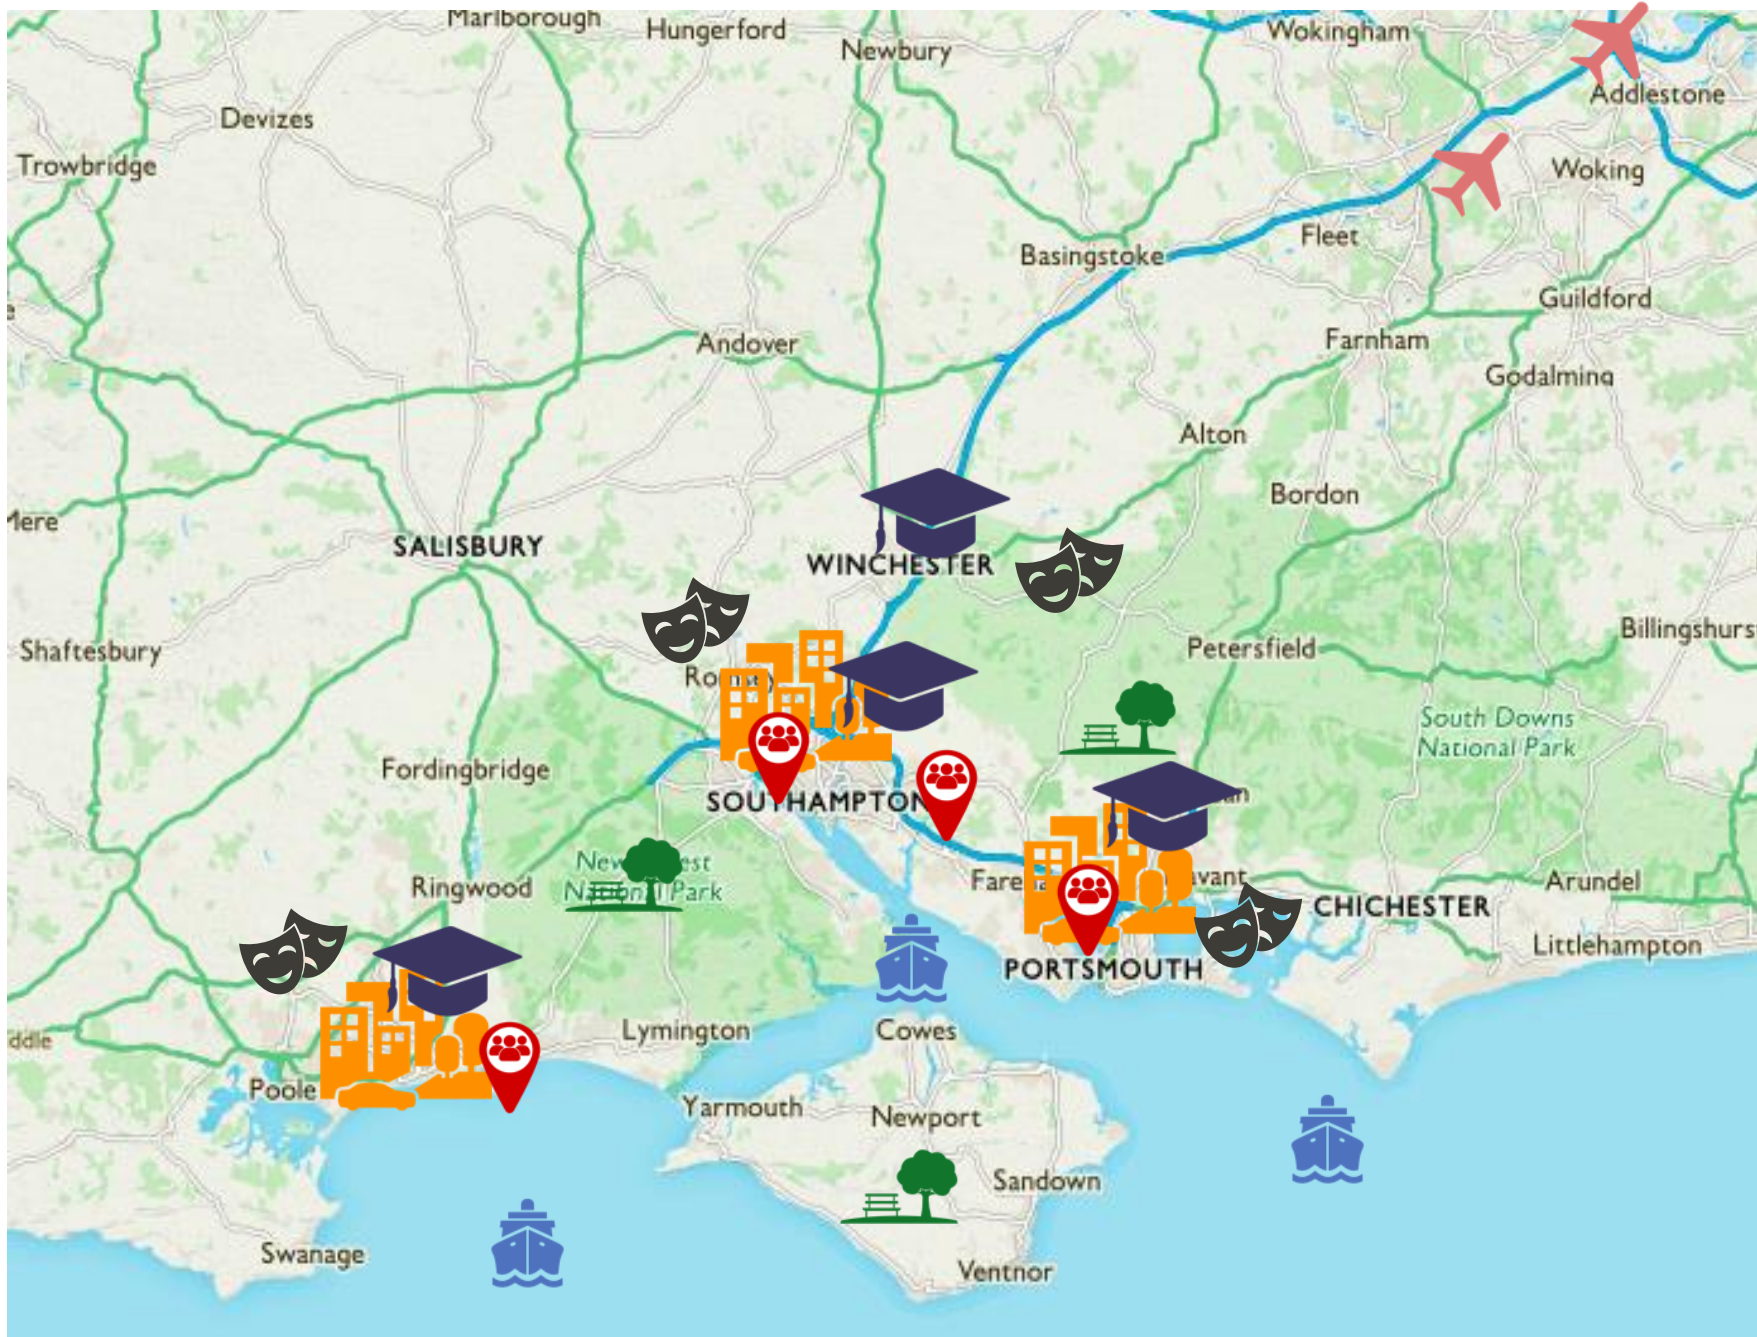 Marlborough
Hungerford
Newbury
Wokingham
Addlestone
Devizes
Trowbridge
Woking
Fleet
Basingstoke
Guildford
Farnham
Andover
Godalming
Alton
Bordon
SALISBURY
WINCHESTER
Shaftesbury
Petersfield
Billingshurs
South Downs
National Park
Fordingbridge
SOUTHAMPTON
Ringwood
Arundel
CHICHESTER
Littlehampton
PORTSMOUTH
Lymington
Cowes
ddle
Poole
Yarmouth
Newport
Sandown
Swanage
Ventnor